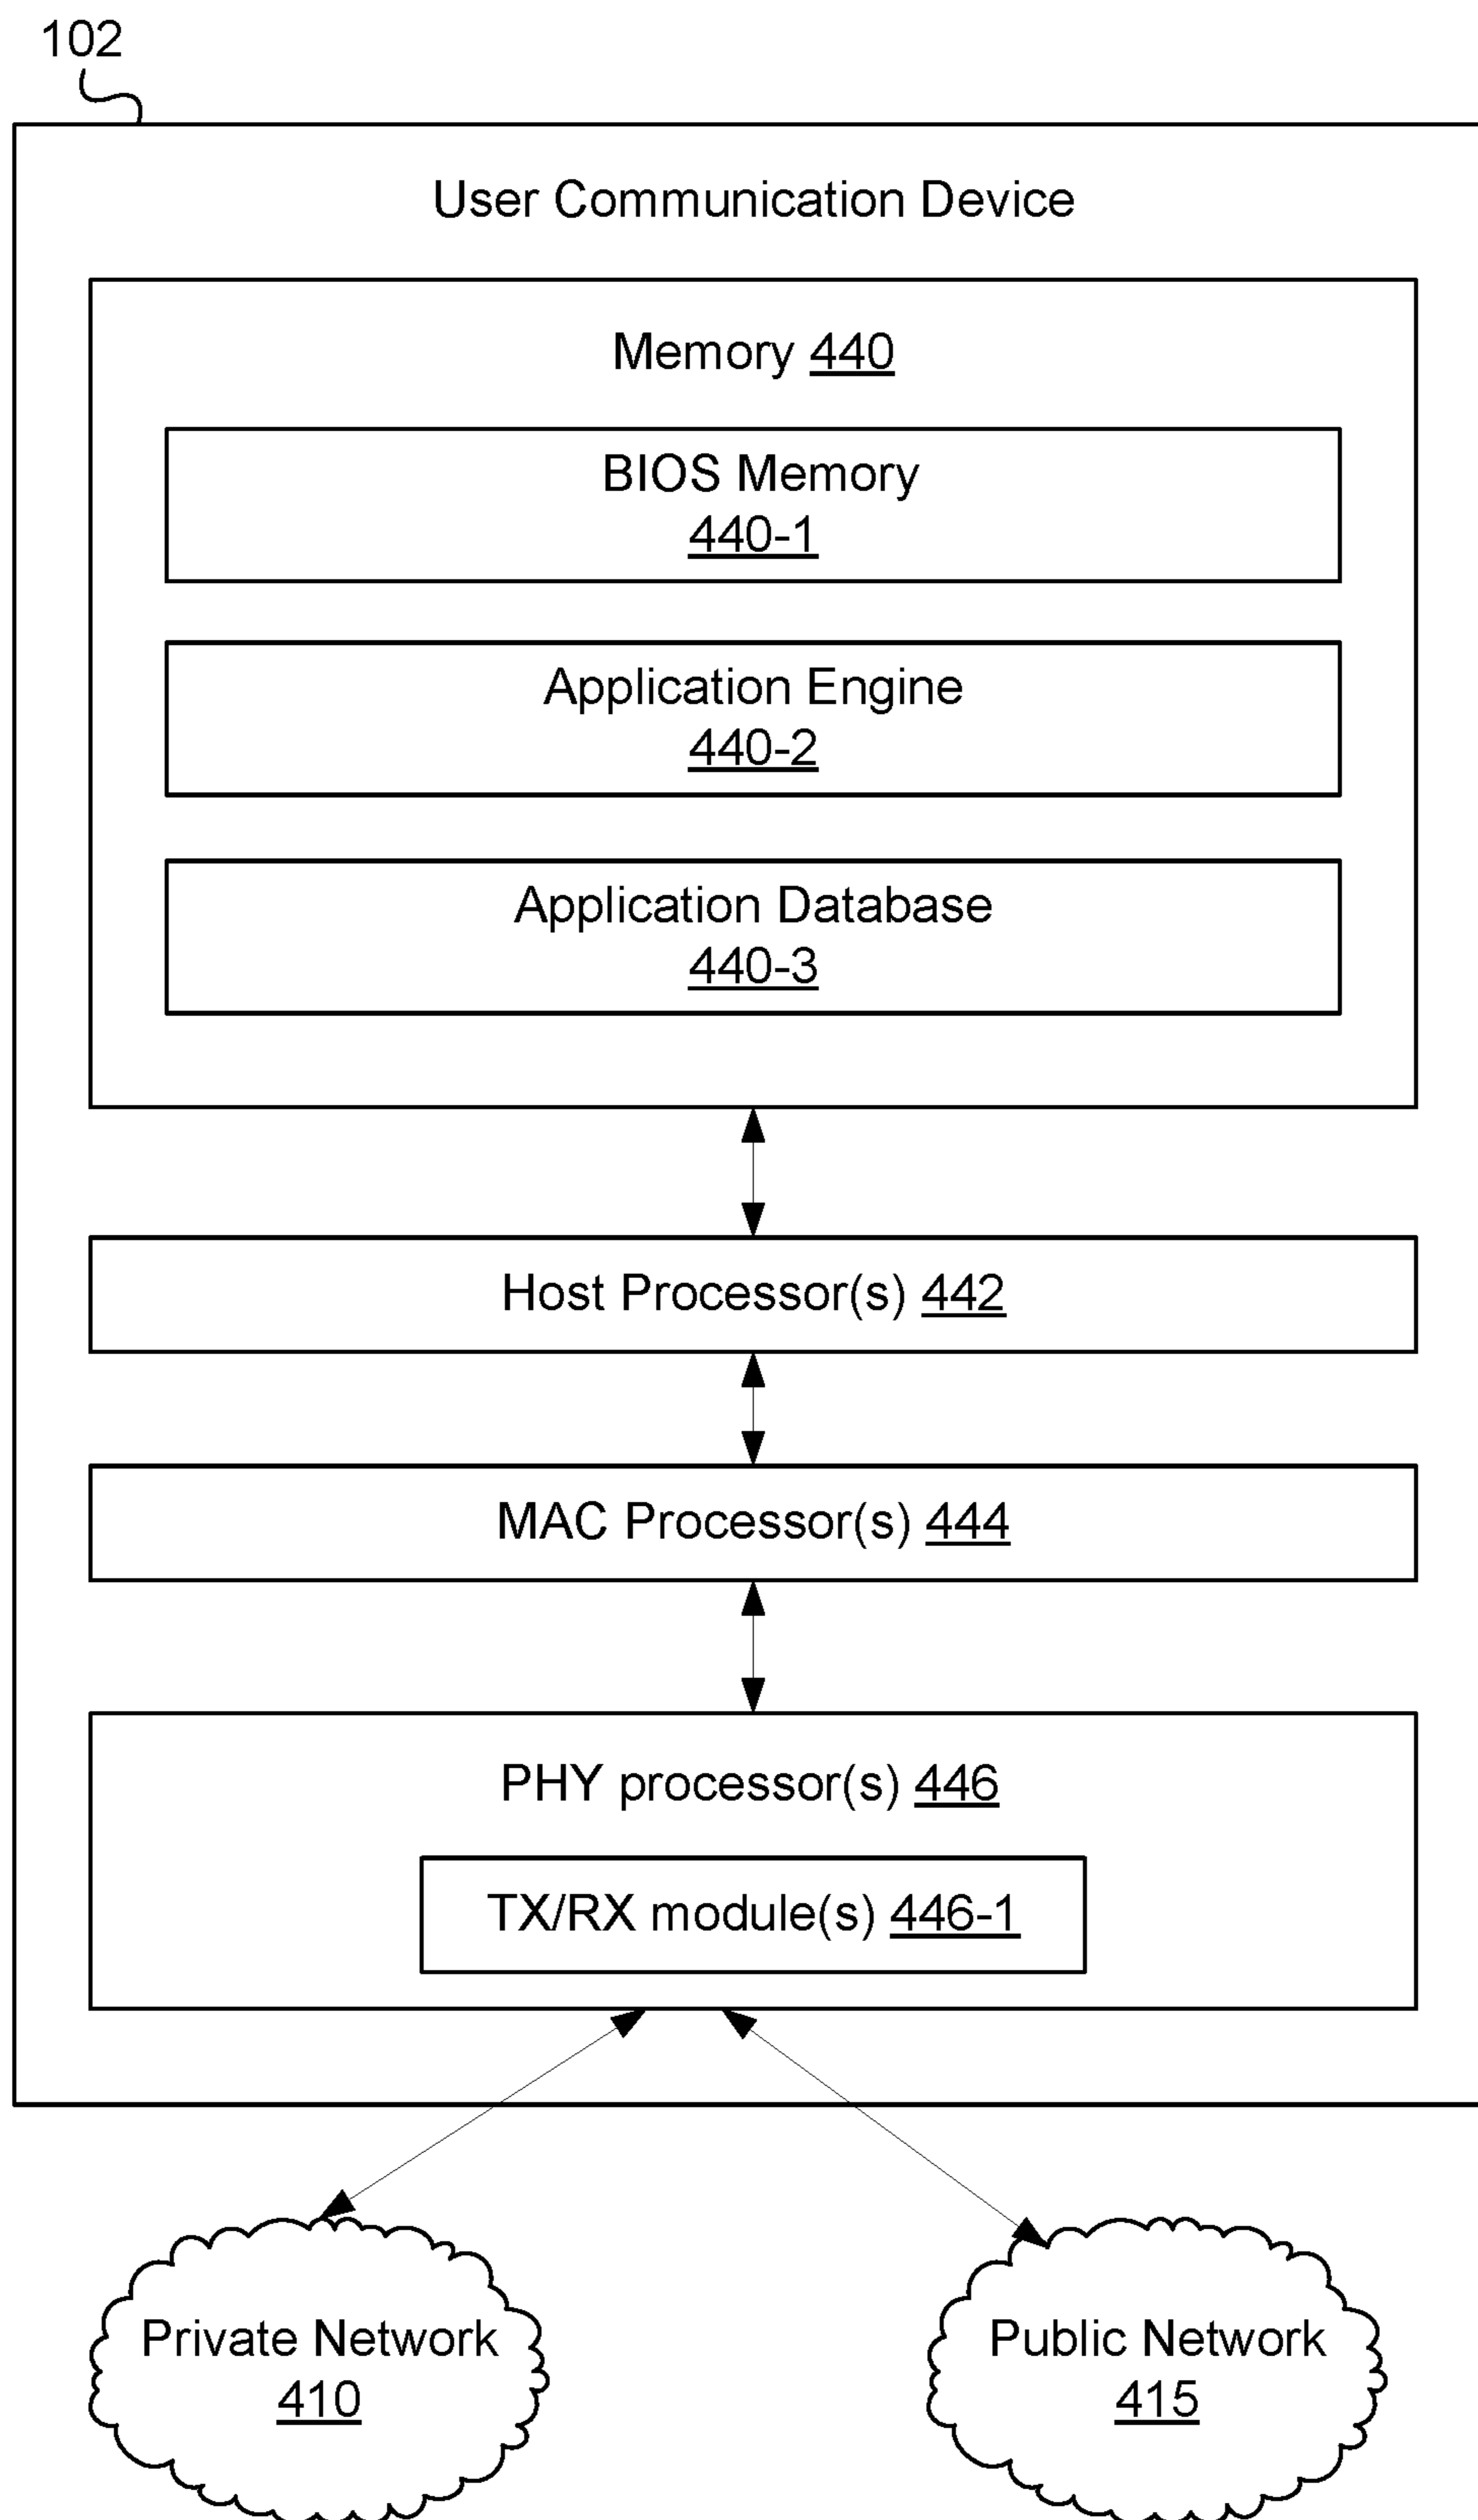 102
User Communication Device
Memory 440
BIOS Memory
440-1
Application Engine
440-2
Application Database
440-3
Host Processor(s) 442
MAC Processor(s) 444
PHY processor(s) 446
TX/RX module(s) 446-1
Private Network
410
Public Network
415